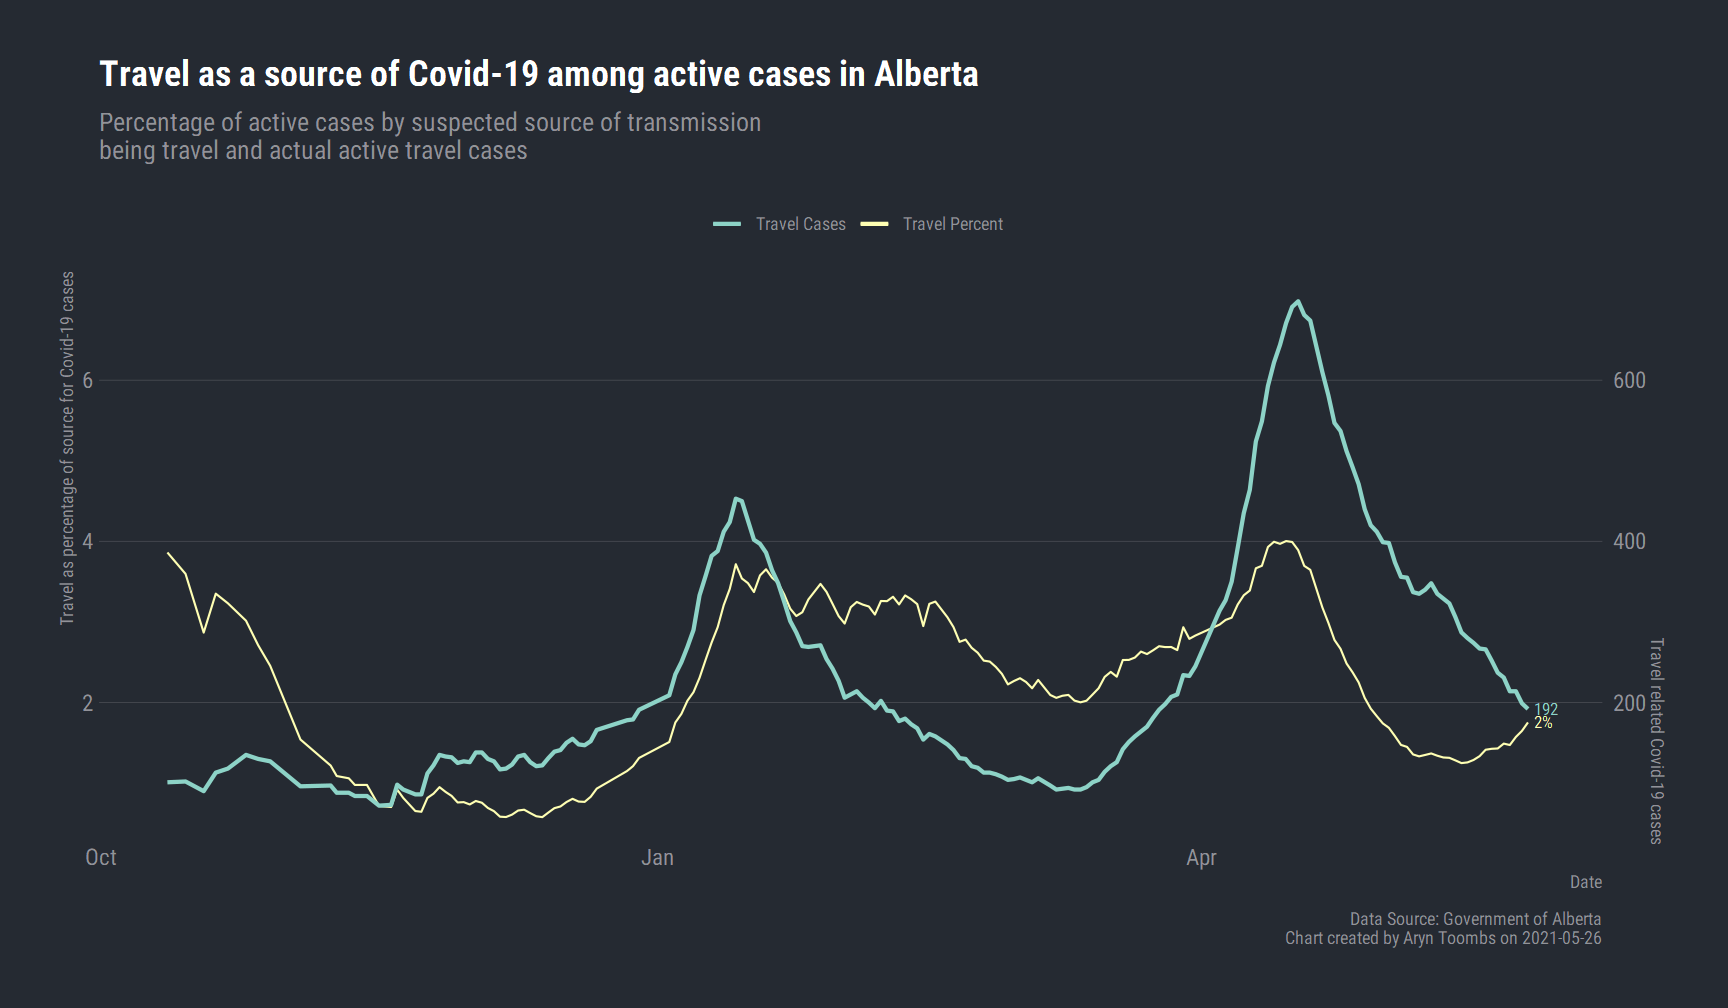 Travel as a source of Covid-19 among active cases in Alberta
Percentage of active cases by suspected source of transmission
being travel and actual active travel cases
Travel Cases
Travel Percent
Travel as percentage of source for Covid-19 cases
6
4
2
600
400
200
Travel related Covid-19 cases
192
2%
Oct
Jan
Apr
Date
Data Source: Government of Alberta
Chart created by Aryn Toombs on 2021-05-26